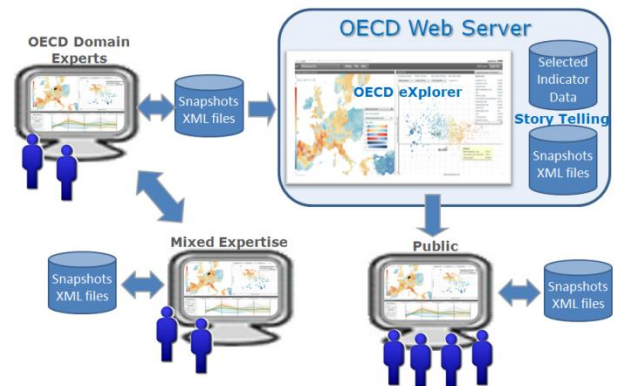 OECD Web Server
OECD Domain
Experts
Snapshots
XML files
OECD eXplorer
Selected
Indicator
Data
Story Telling
Snapshots
XML files
Mixed Expertise
Snapshots
XML files
Public
Snapshots
XML files